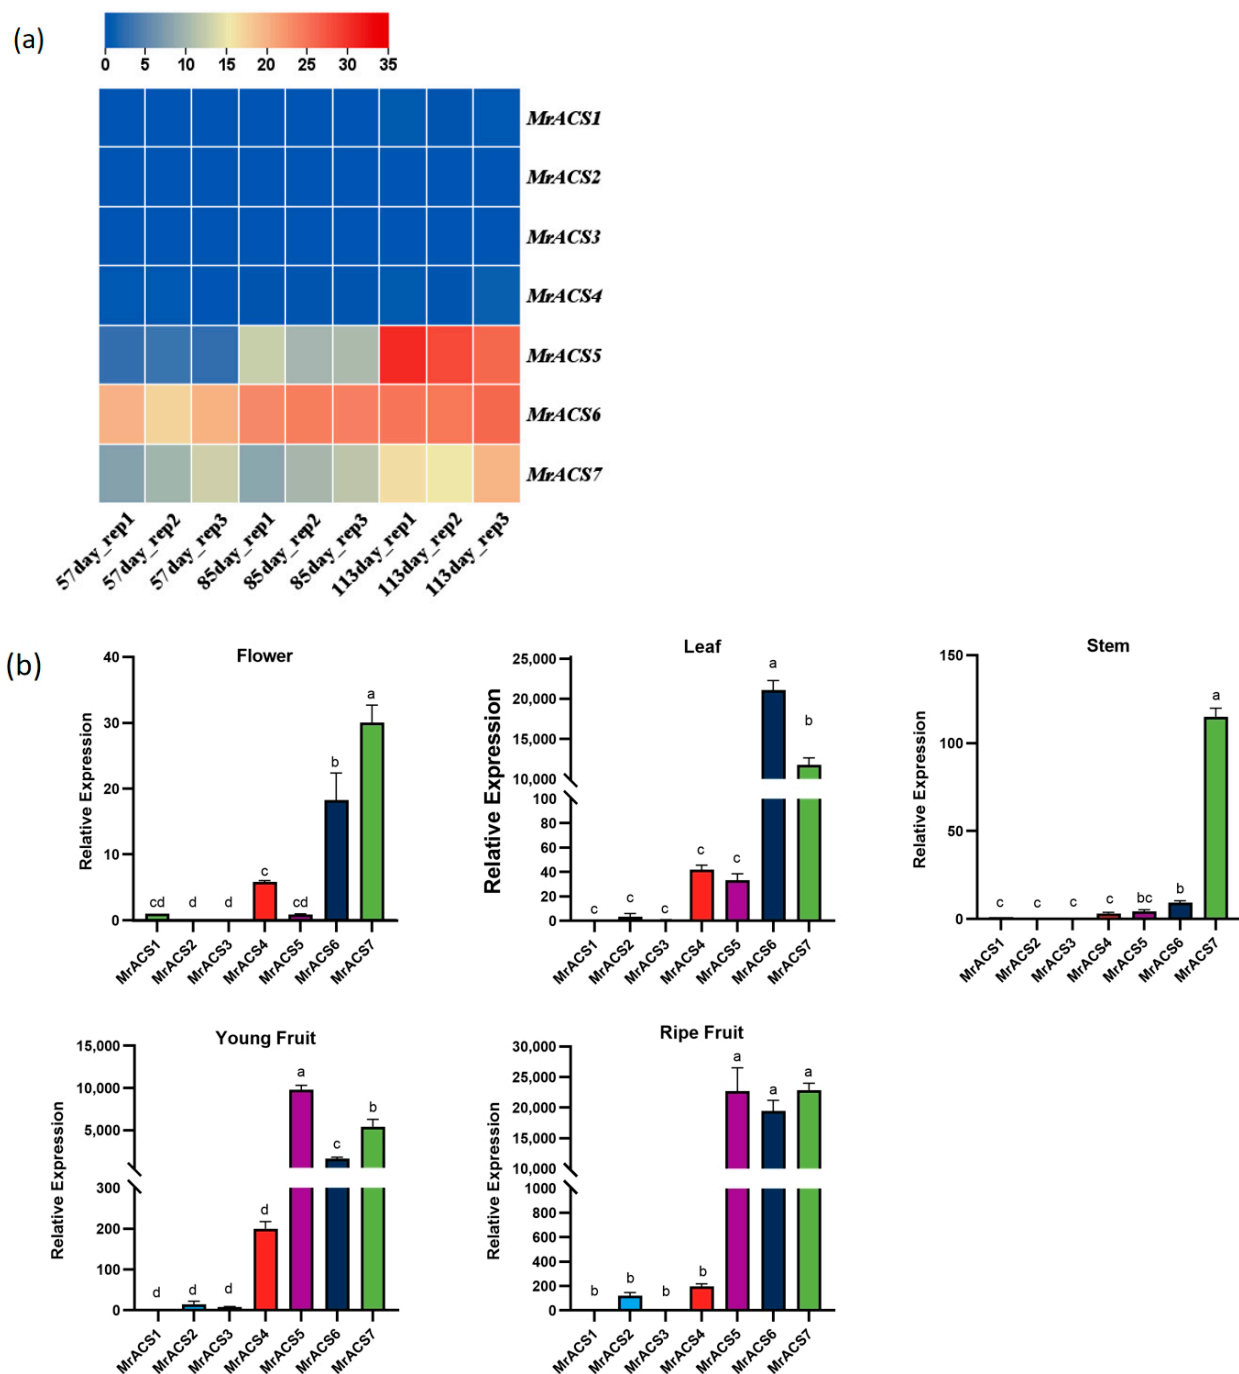 (a)
0 5 10 15 20 25 30 35
MrACS1
MrACS2
MrACS3
MrACS4
MrACS5
MrACS6
MrACS7
57day_rep1 57day_rep2 57day_rep3 85day_rep1 85day_rep2 85day_rep3 113day_rep1 113day_rep2 113day_rep3
(b)
Flower
Relative Expression
40
30
20
10
0
cd d d c cd b a
MrACS1 MrACS2 MrACS3 MrACS4 MrACS5 MrACS6 MrACS7
Leaf
Relative Expression
25,000
20,000
15,000
10,000
100
80
60
40
20
0
c c c c c a b
MrACS1 MrACS2 MrACS3 MrACS4 MrACS5 MrACS6 MrACS7
Stem
Relative Expression
150
100
50
0
c c c c bc b a
MrACS1 MrACS2 MrACS3 MrACS4 MrACS5 MrACS6 MrACS7
Young Fruit
Relative Expression
15,000
10,000
5,000
300
200
100
0
d d d d a c b
MrACS1 MrACS2 MrACS3 MrACS4 MrACS5 MrACS6 MrACS7
Ripe Fruit
Relative Expression
30,000
25,000
20,000
15,000
10,000
1000
800
600
400
200
0
b b b b a a a
MrACS1 MrACS2 MrACS3 MrACS4 MrACS5 MrACS6 MrACS7